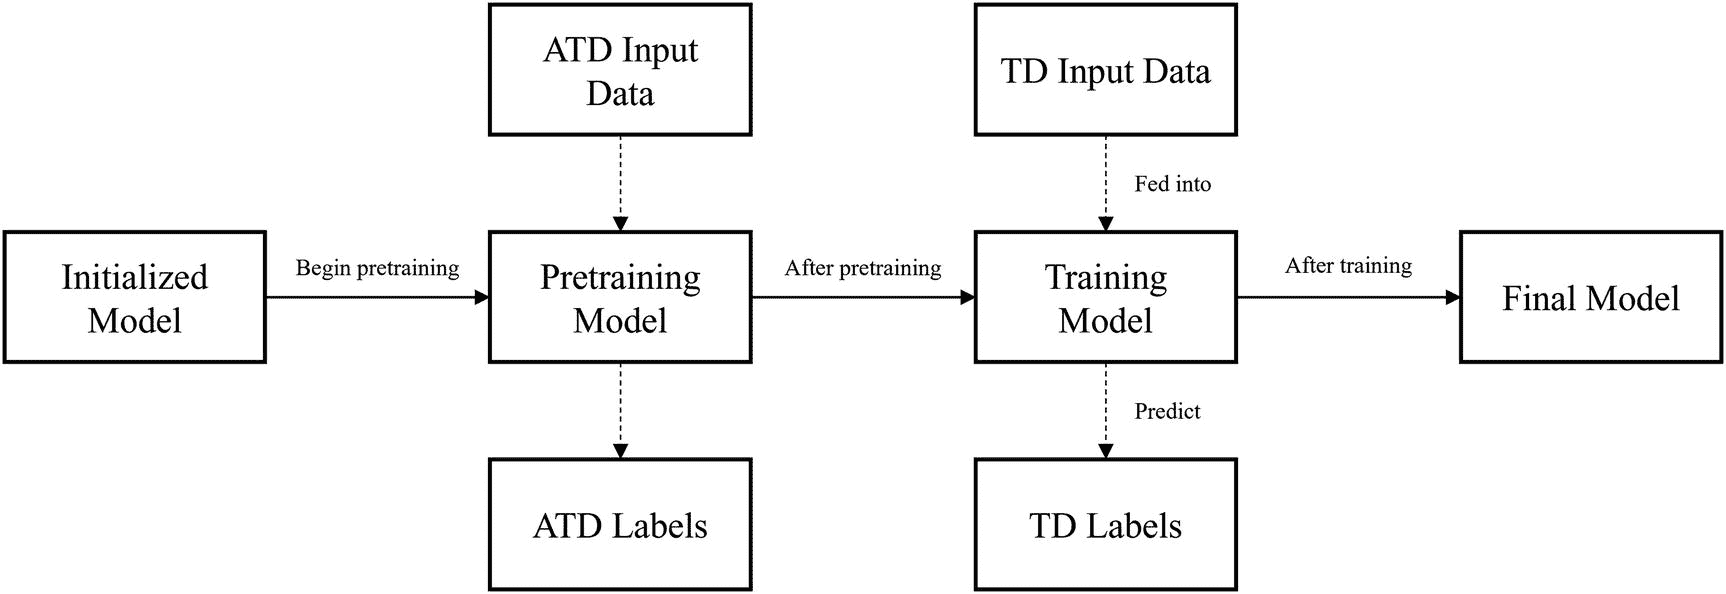 ATD Input
Data
TD Input Data
Fed into
Initialized
Model
Begin pretraining
Pretraining
Model
After pretraining
Training
Model
After training
Final Model
Predict
ATD Labels
TD Labels